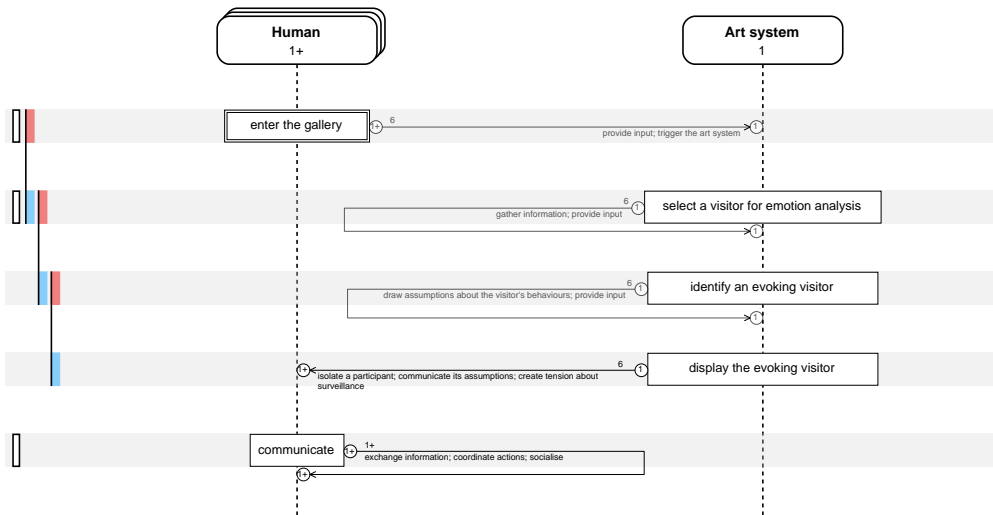 Human
1+
Art system
1
enter the gallery
1+
6
provide input; trigger the art system
1
select a visitor for emotion analysis
1
6
gather information; provide input
1
identify an evoking visitor
1
6
draw assumptions about the visitor's behaviours; provide input
1
display the evoking visitor
1
6
1+
isolate a participant; communicate its assumptions; create tension about
surveillance
communicate
1+
1+
exchange information; coordinate actions; socialise
1+